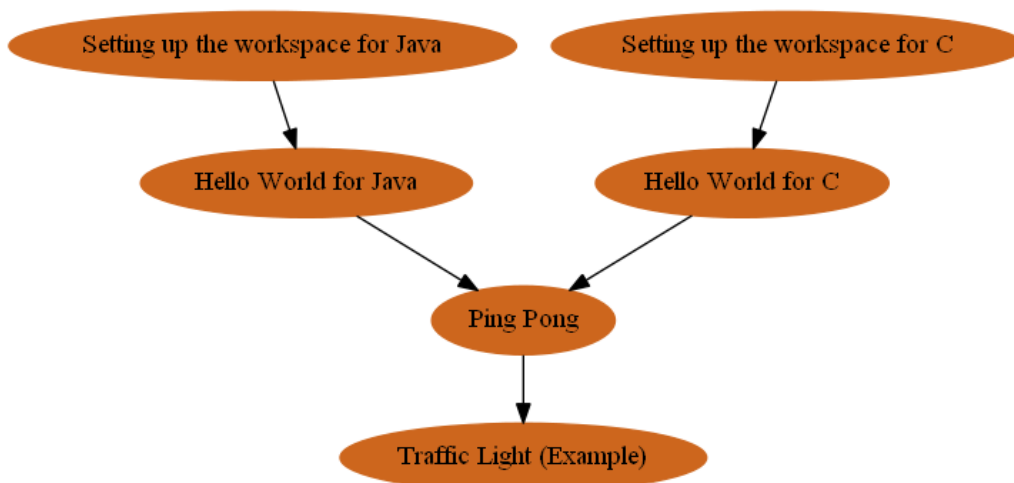 Setting up the workspace for Java
Setting up the workspace for C
Hello World for Java
Hello World for C
Ping Pong
Traffic Light (Example)